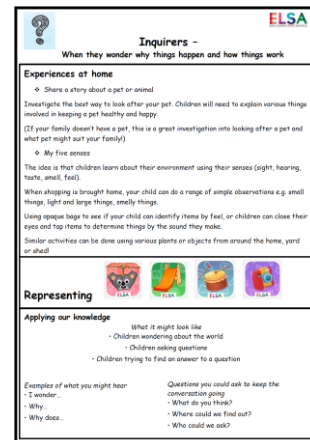 ELSA
Inquirers –
When they wonder why things happen and how things work
Experiences at home
❖ Share a story about a pet or animal
Investigate the best way to look after your pet. Children will need to explain various things
involved in keeping a pet healthy and happy.
(If your family doesn't have a pet, this is a great investigation into looking after a pet and
what pet might suit your family!)
❖ My five senses
The idea is that children learn about their environment using their senses (sight, hearing,
taste, smell, feel).
When shopping is brought home, your child can do a range of simple observations e.g. small
things, light and large things, smelly things.
Using opaque bags to see if your child can identify items by feel, or children can close their
eyes and tap items to determine things by the sound they make.
Similar activities can be done using various plants or objects from around the home, yard
or shed!
ELSA ELSA ELSA ELSA
Representing
Applying our knowledge
What it might look like
• Children wondering about the world
• Children asking questions
• Children trying to find an answer to a question
Examples of what you might hear
• I wonder..
• Why..
• Why does..
Questions you could ask to keep the
conversation going
• What do you think?
• Where could we find out?
• Who could we ask?